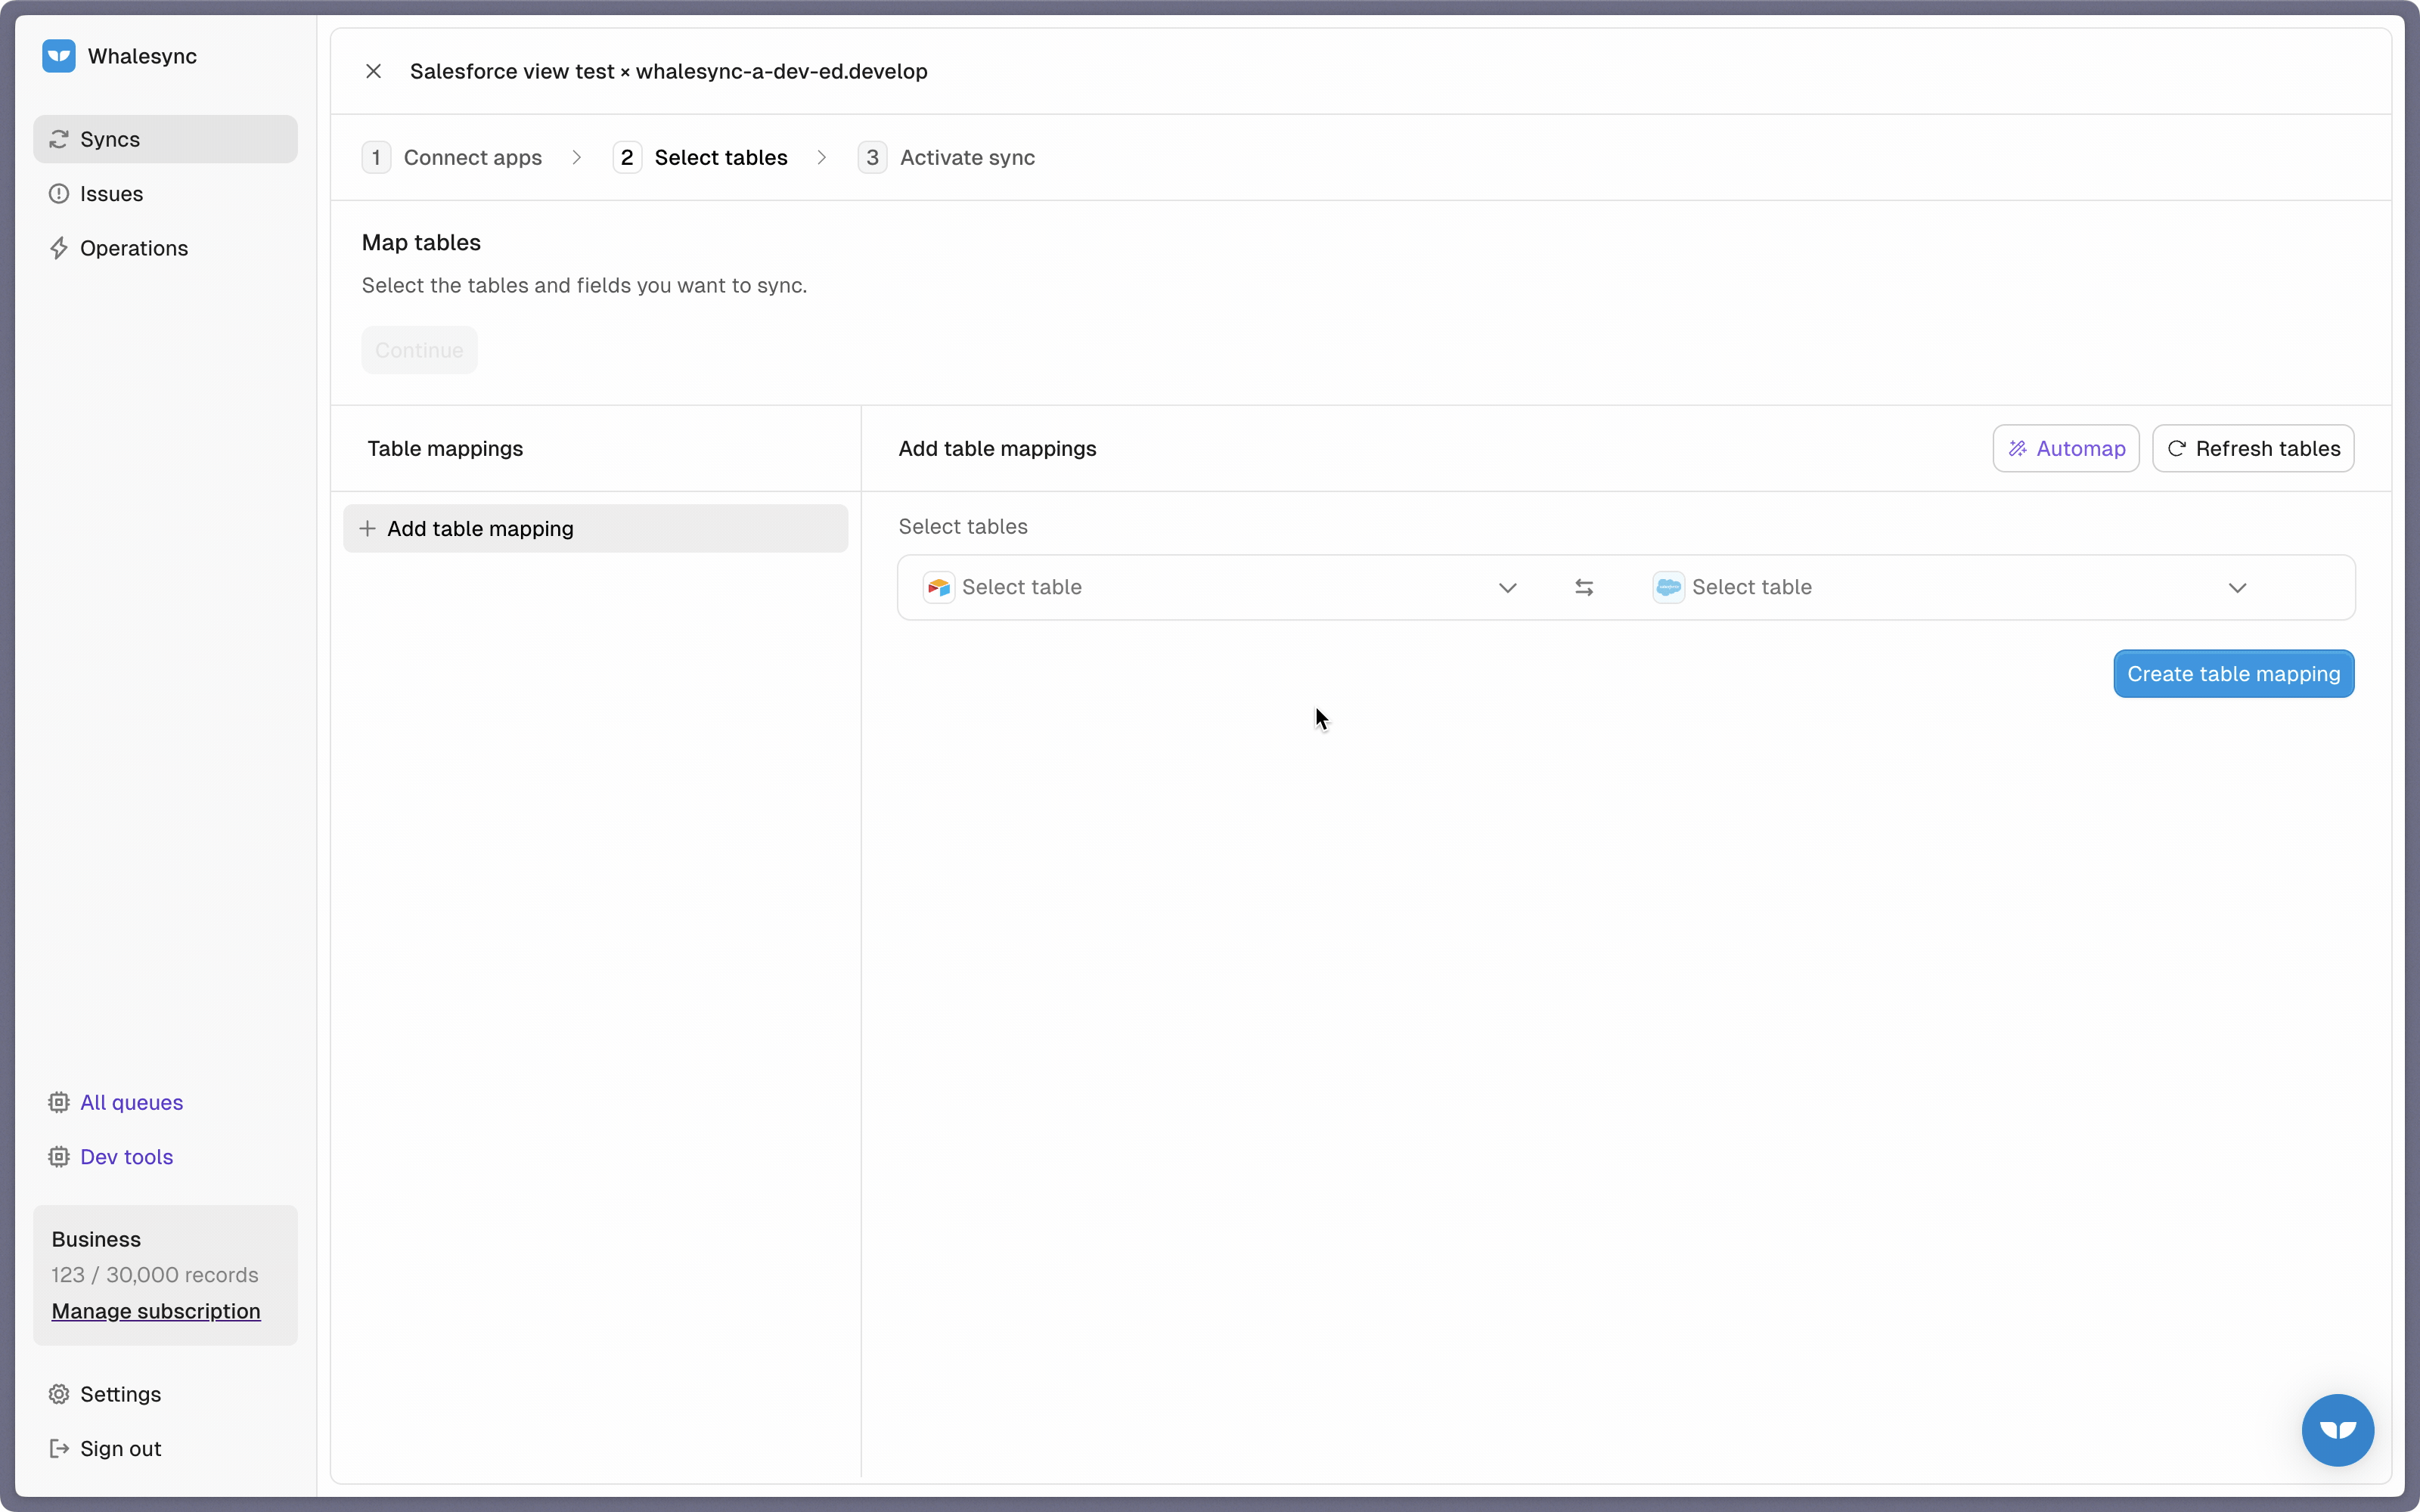 Whalesync
Syncs
Issues
Operations
All queues
Dev tools
Business
123 / 30,000 records
Manage subscription
Settings
Sign out
Salesforce view test × whalesync-a-dev-ed.develop
1 Connect apps 2 Select tables 3 Activate sync
Map tables
Select the tables and fields you want to sync.
Continue
Table mappings
Add table mapping
Add table mappings
Automap Refresh tables
Select tables
Select table Select table
Create table mapping